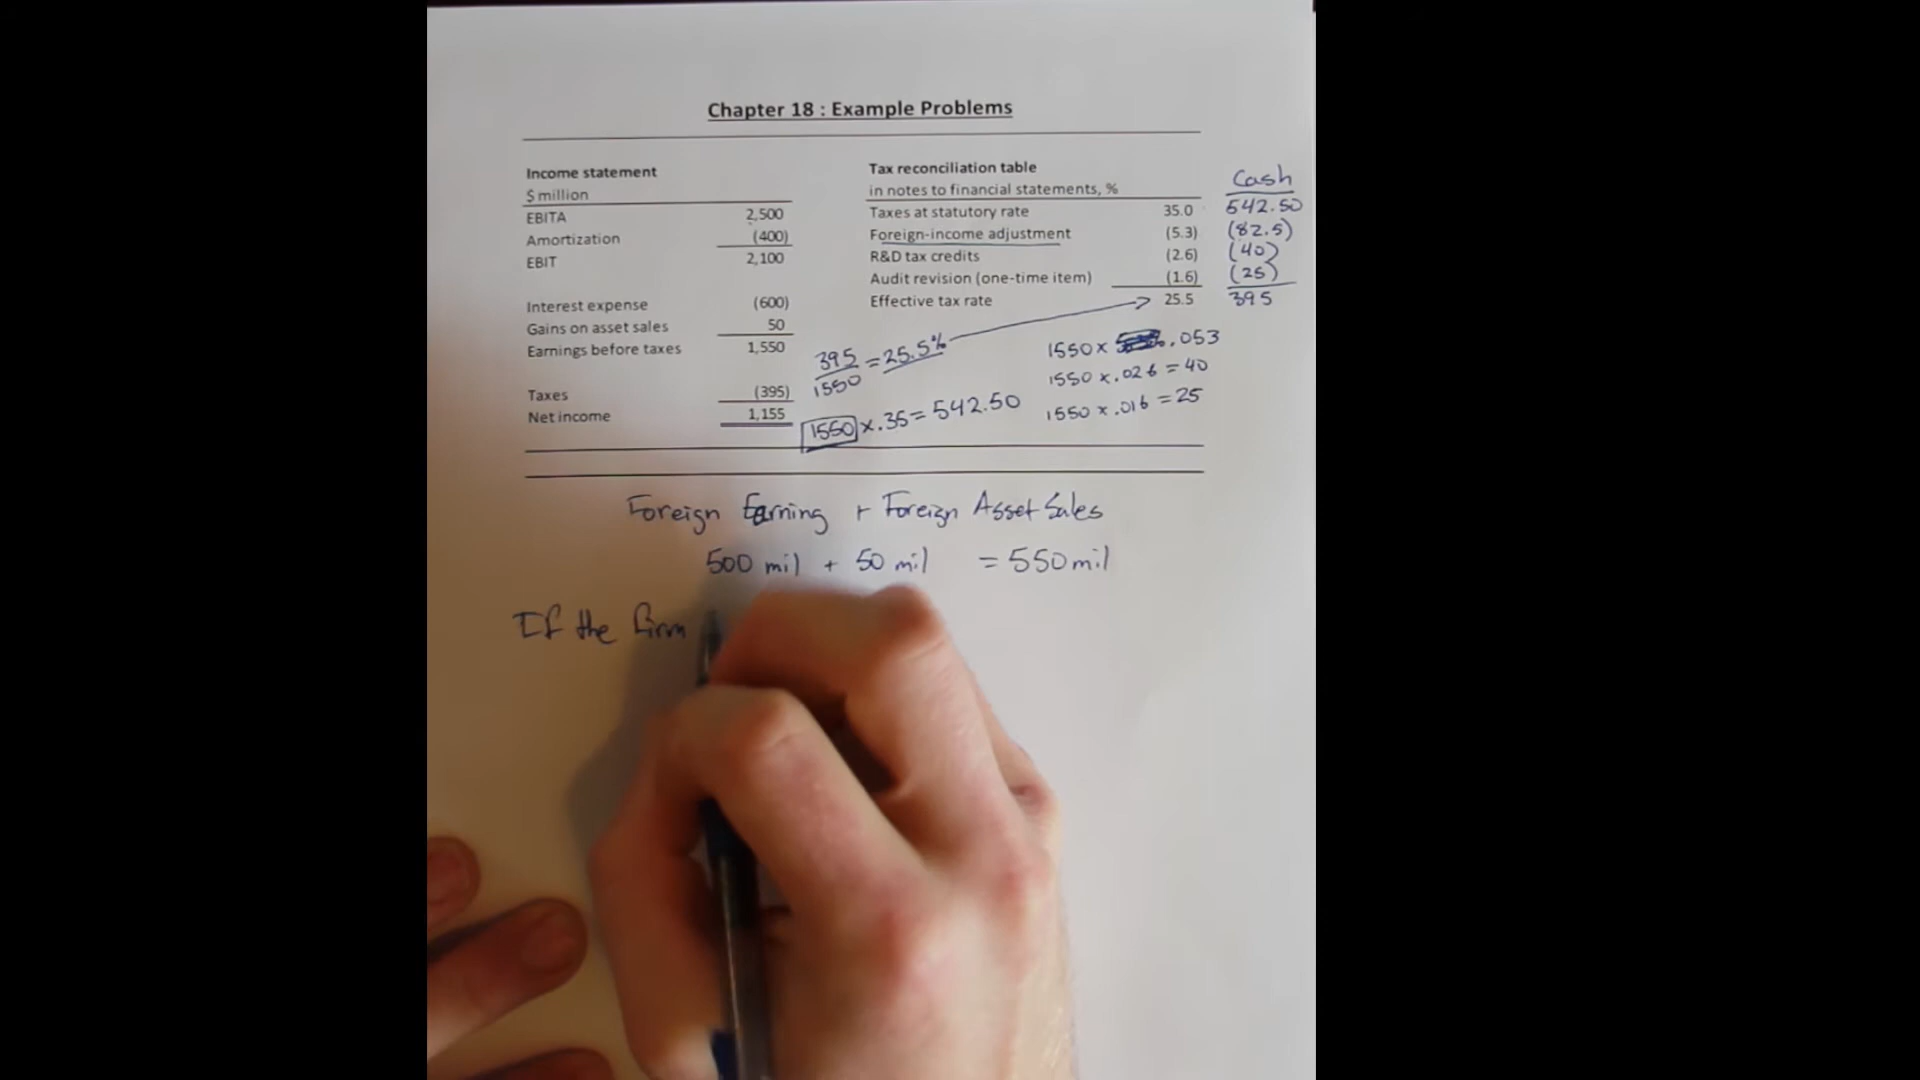 Chapter 18 : Example Problems
Income statement
$ million
EBITA 2,500
Amortization (400)
EBIT 2,100
Interest expense (600)
Gains on asset sales 50
Earnings before taxes 1,550
Taxes (395)
Net income 1,155
Tax reconciliation table
in notes to financial statements, %
Taxes at statutory rate 35.0
Foreign-income adjustment (5.3)
R&D tax credits (2.6)
Audit revision (one-time item) (1.6)
Effective tax rate 25.5
Cash
542.50
(82.5)
(40)
(25)
395
395/1550 = 25.5%
1550 x .35 = 542.50
1550 x .053
1550 x .026 = 40
1550 x .016 = 25
Foreign Earning + Foreign Asset Sales
500 mil + 50 mil = 550 mil
If the firm